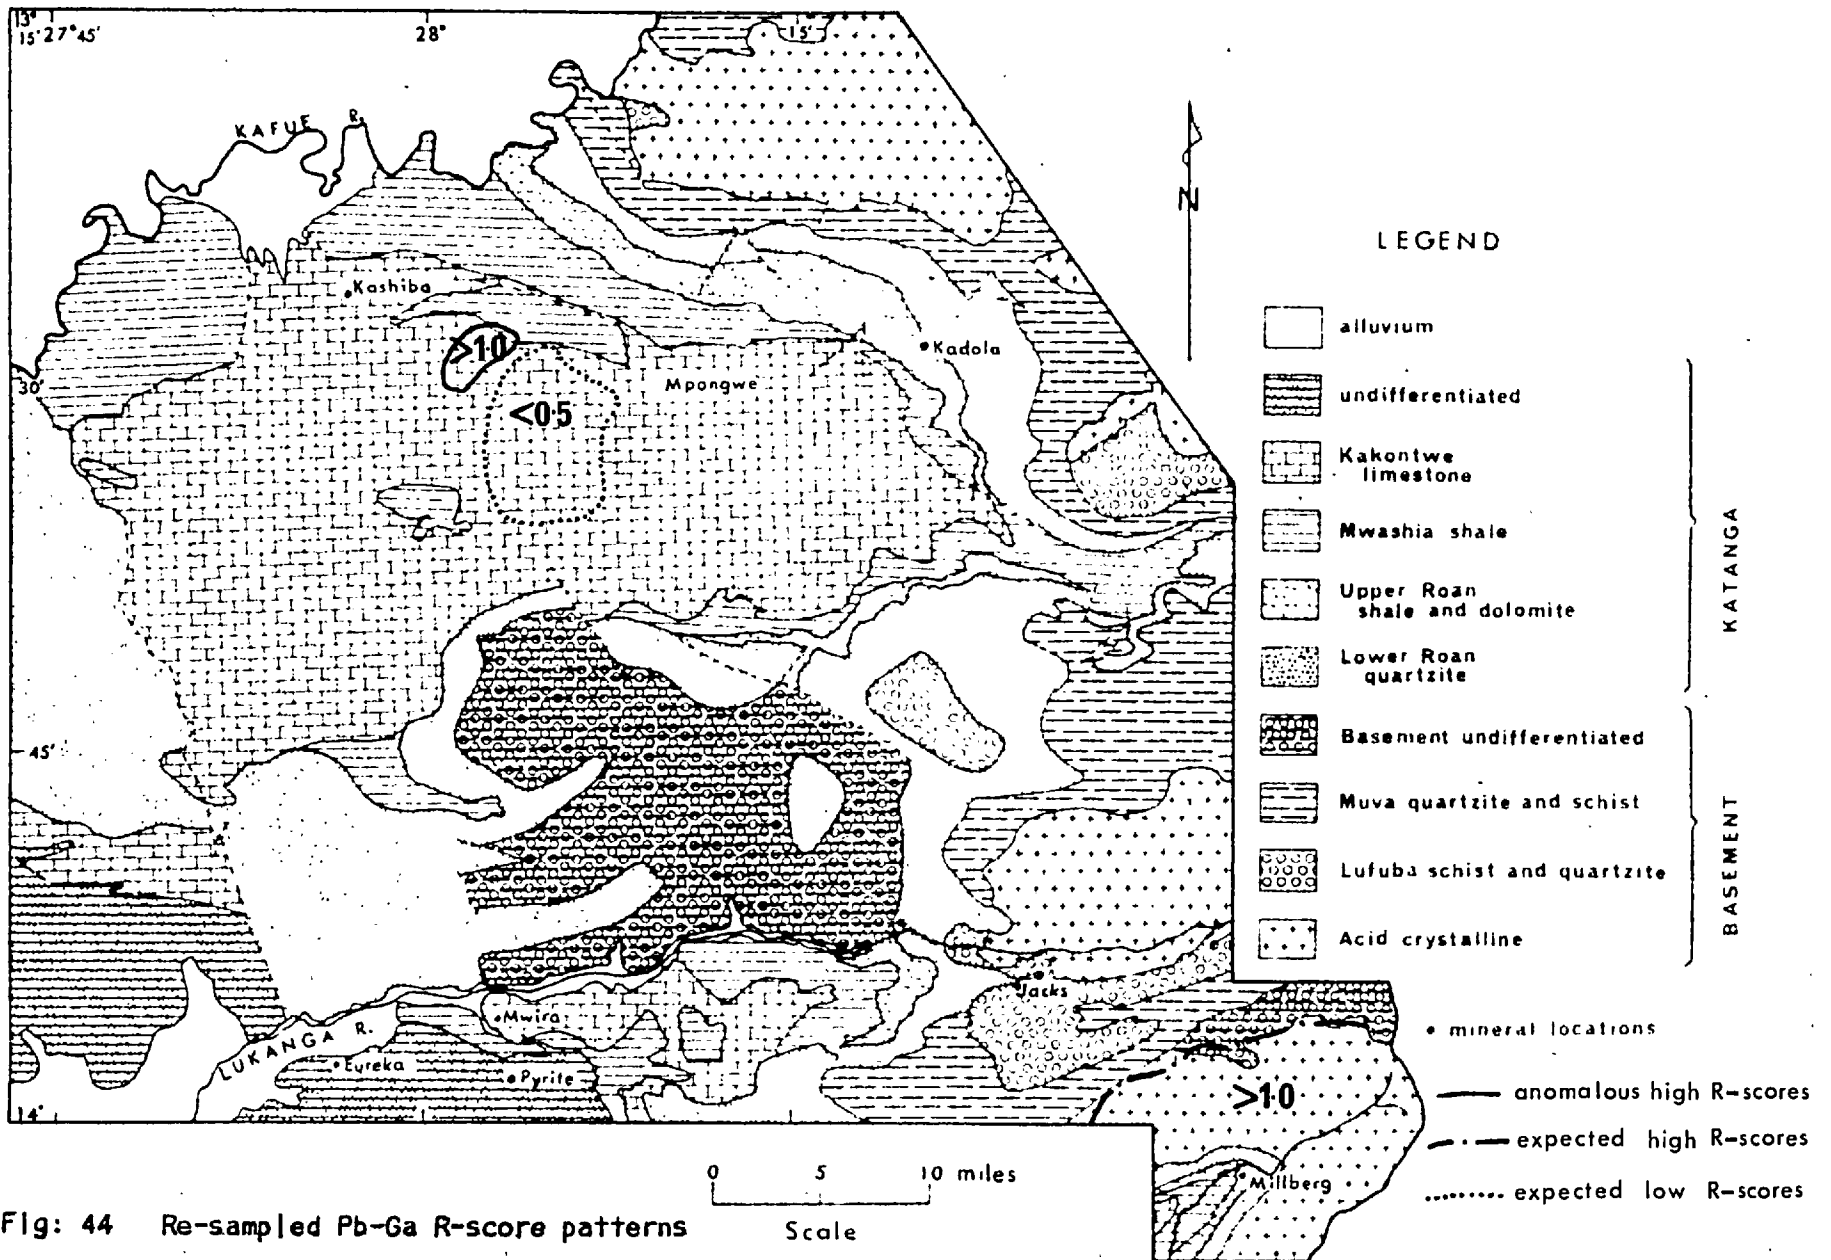 13°
15' 27°45'
28°
15'
KAFUE R.
N
Kashiba
>1·0
Kadola
30'
Mpongwe
<0·5
45'
Jacks
Mwira
LUKANGA R.
Eureka
Pyrite
14°
>1·0
Millberg
LEGEND
alluvium
undifferentiated
Kakontwe
limestone
Mwashia shale
Upper Roan
shale and dolomite
Lower Roan
quartzite
KATANGA
Basement undifferentiated
Muva quartzite and schist
Lufuba schist and quartzite
Acid crystalline
BASEMENT
mineral locations
anomalous high R-scores
expected high R-scores
expected low R-scores
0 5 10 miles
Scale
Fig: 44 Re-sampled Pb-Ga R-score patterns